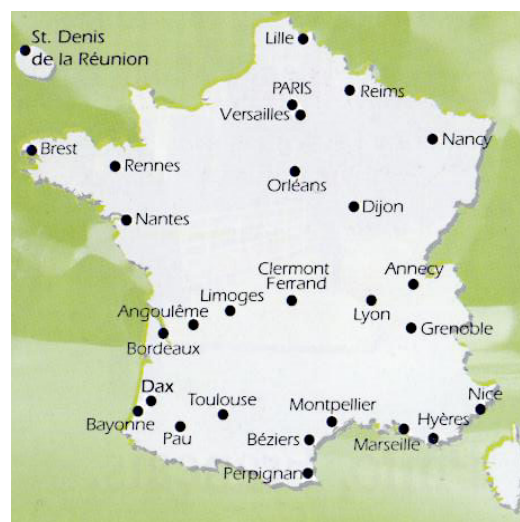 St. Denis
de la Réunion
Lille
PARIS
Reims
Versailles
Nancy
Brest
Rennes
Orléans
Dijon
Nantes
Clermont
Ferrand
Annecy
Limoges
Angoulême
Lyon
Grenoble
Bordeaux
Dax
Toulouse
Montpellier
Nice
Bayonne
Pau
Béziers
Hyères
Marseille
Perpignan